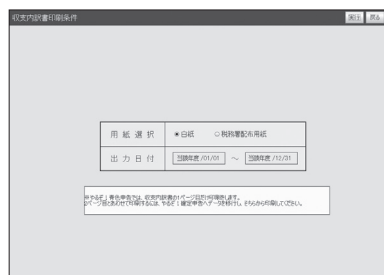 収支内訳書印刷条件
実行 戻る
用紙選択 ●白紙 ○税務署配布用紙
出力日付 当該年度/01/01 ～ 当該年度/12/31
※やるぞ！青色申告では、収支内訳書の1ページ目だけ印刷します。
2ページ目とあわせて印刷するには、やるぞ！確定申告へデータを移行し、そちらから印刷してください。